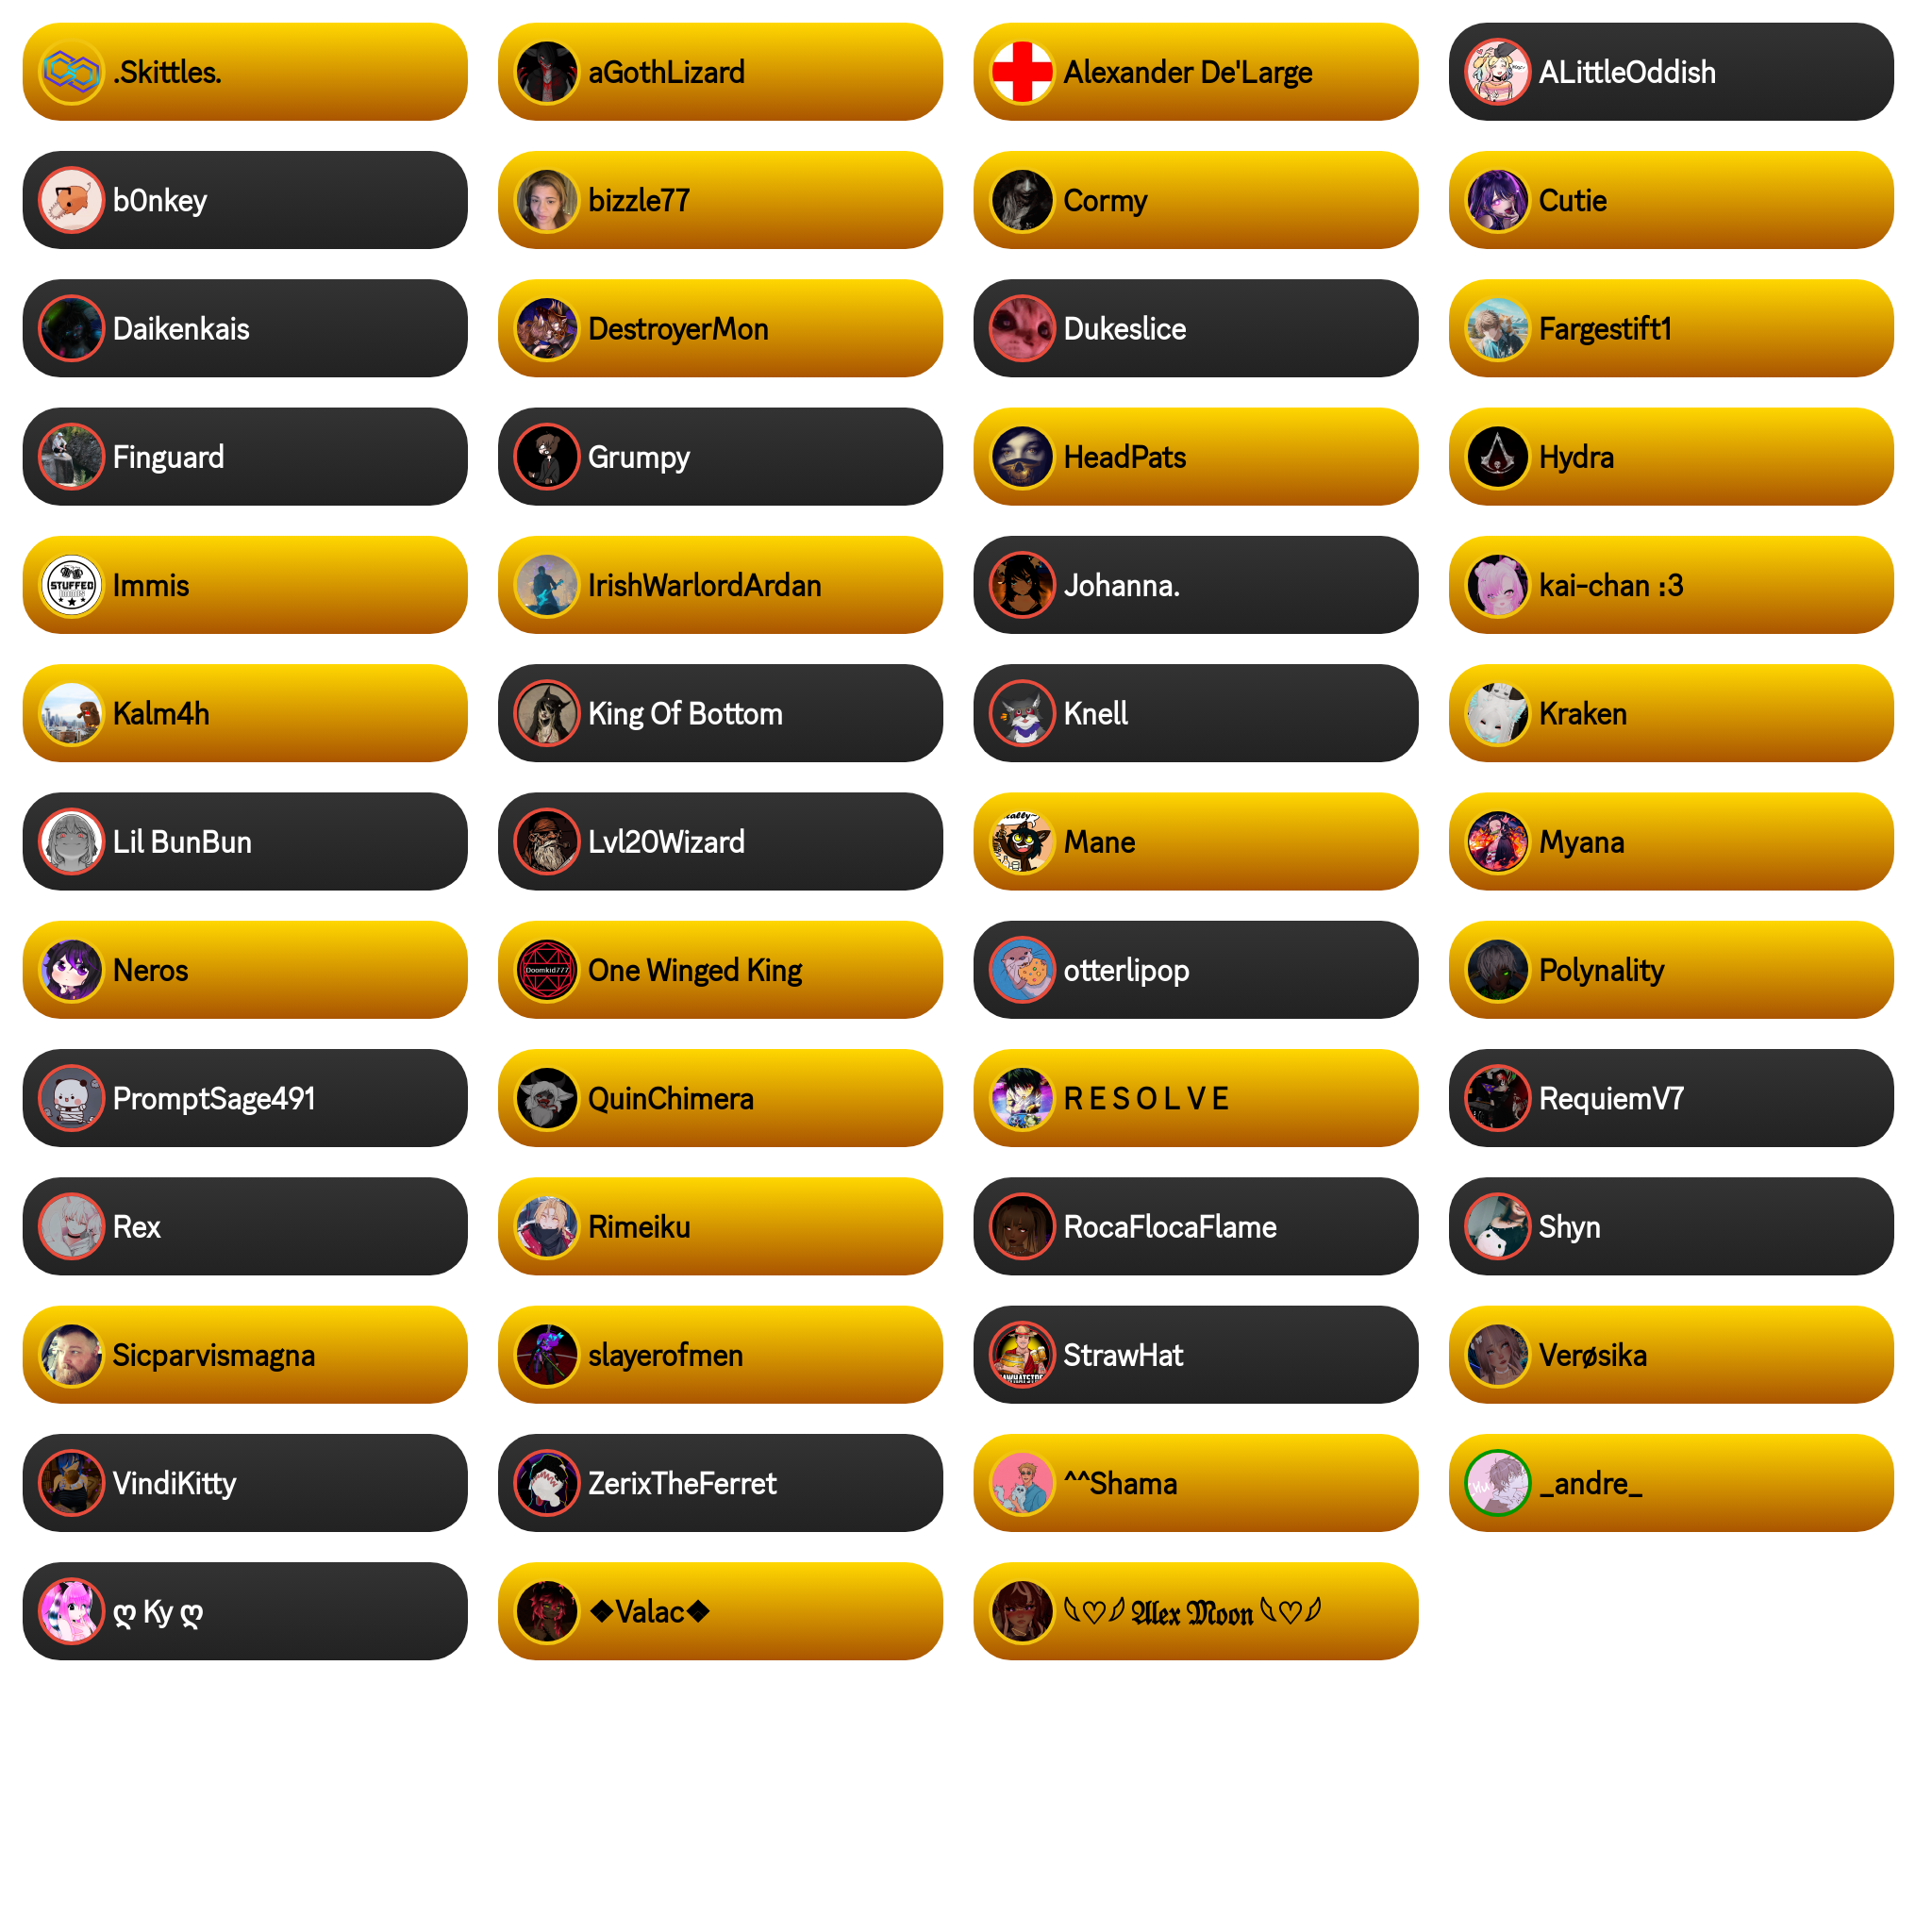 .Skittles.
aGothLizard
Alexander De'Large
ALittleOddish
b0nkey
bizzle77
Cormy
Cutie
Daikenkais
DestroyerMon
Dukeslice
Fargestift1
Finguard
Grumpy
HeadPats
Hydra
STUFFED
Immis
IrishWarlordArdan
Johanna.
kai-chan :3
Kalm4h
King Of Bottom
Knell
Kraken
Lil BunBun
Lvl20Wizard
Mane
Myana
Neros
Doomkid777
One Winged King
otterlipop
Polynality
PromptSage491
QuinChimera
R E S O L V E
RequiemV7
Rex
Rimeiku
RocaFlocaFlame
Shyn
Sicparvismagna
slayerofmen
StrawHat
Verøsika
VindiKitty
ZerixTheFerret
^^Shama
_andre_
ღ Ky ღ
❖Valac❖
𝕬𝖑𝖊𝖝 𝕸𝖔𝖔𝖓